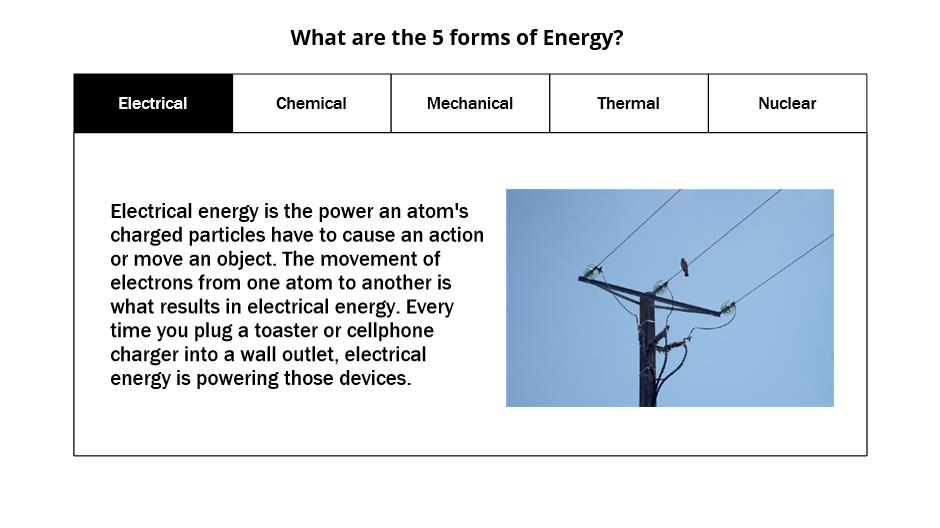 What are the 5 forms of Energy?
Electrical
Chemical
Mechanical
Thermal
Nuclear
Electrical energy is the power an atom's
charged particles have to cause an action
or move an object. The movement of
electrons from one atom to another is
what results in electrical energy. Every
time you plug a toaster or cellphone
charger into a wall outlet, electrical
energy is powering those devices.